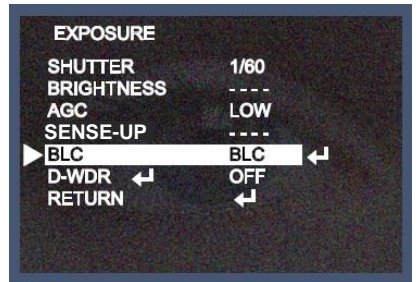 EXPOSURE
SHUTTER 1/60
BRIGHTNESS ----
AGC LOW
SENSE-UP ----
BLC BLC ↵
D-WDR ↵ OFF
RETURN ↵